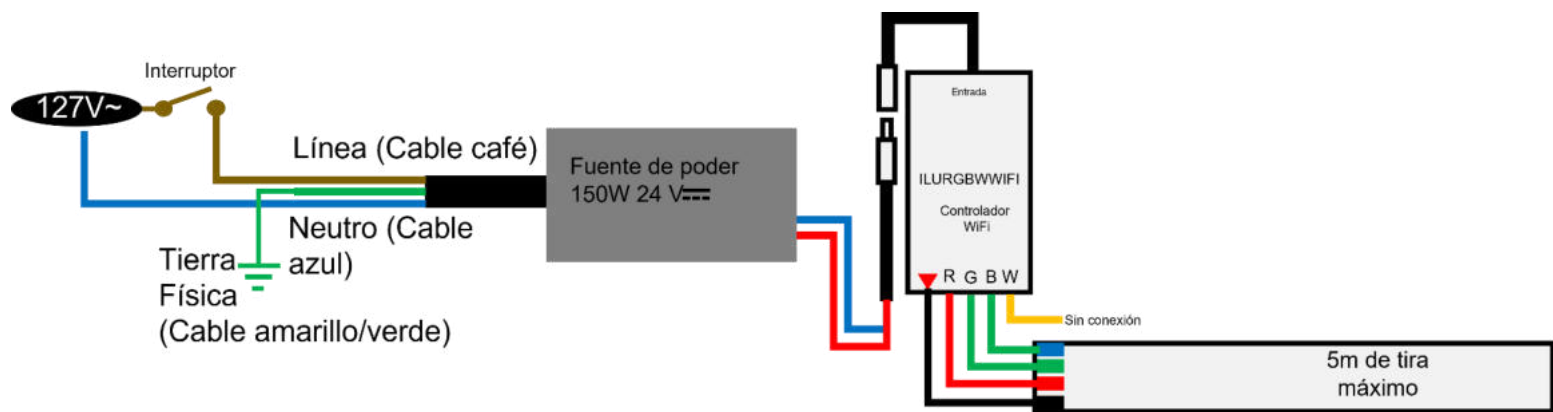 Interruptor
127V~
Línea (Cable café)
Neutro (Cable
azul)
Tierra
Física
(Cable amarillo/verde)
Fuente de poder
150W 24 V⎓
Entrada
ILURGBWWIFI
Controlador
WiFi
R G B W
Sin conexión
5m de tira
máximo